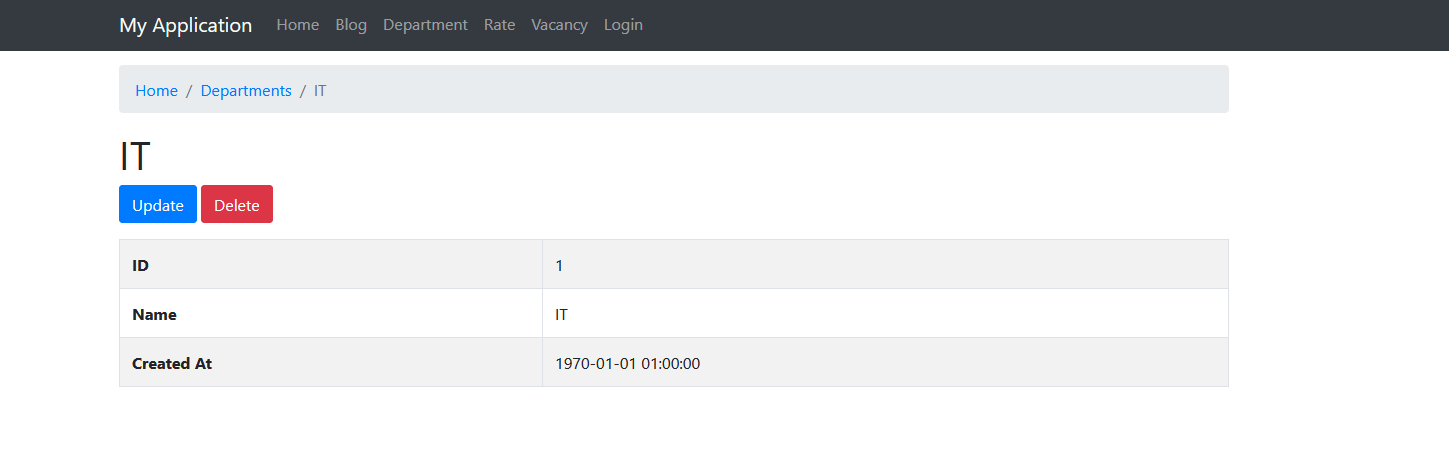 My Application Home Blog Department Rate Vacancy Login
Home / Departments / IT
IT
Update Delete
ID 1
Name IT
Created At 1970-01-01 01:00:00